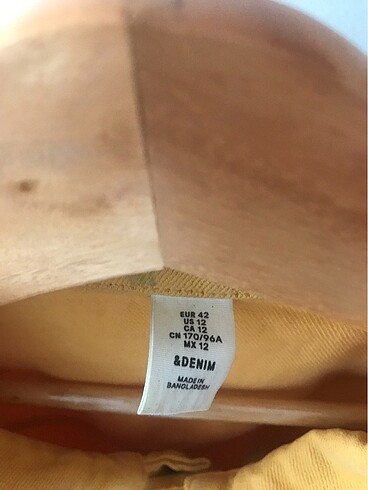 EUR 42
US 12
CA 12
CN 170/96A
MX 12
&DENIM
MADE IN
BANGLADESH